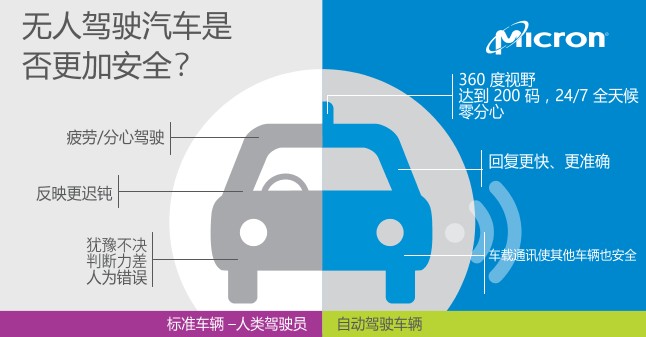 无人驾驶汽车是
否更加安全？
Micron
疲劳/分心驾驶
反映更迟钝
犹豫不决
判断力差
人为错误
360 度视野
达到 200 码，24/7 全天候
零分心
回复更快、更准确
车载通讯使其他车辆也安全
标准车辆 –人类驾驶员
自动驾驶车辆